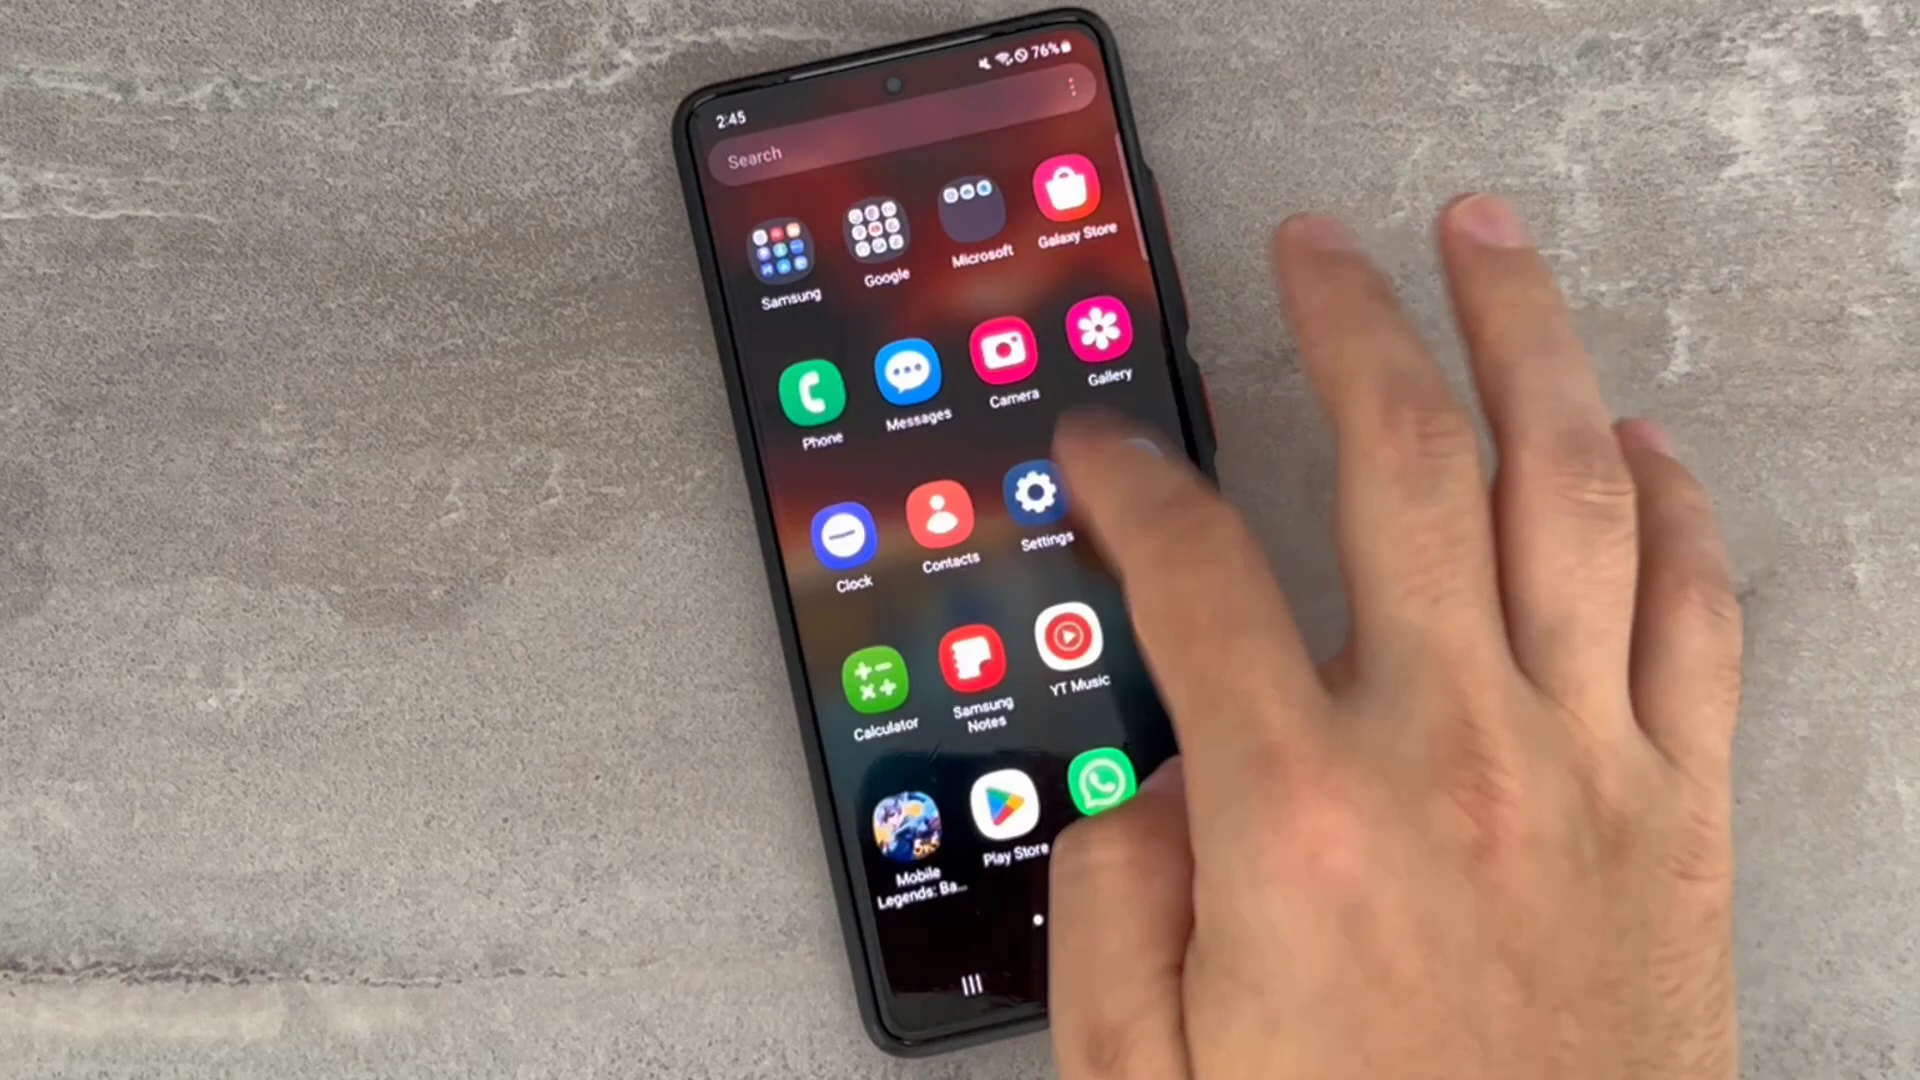 2:45
76%
Search
Samsung
Google
Microsoft
Galaxy Store
Phone
Messages
Camera
Gallery
Clock
Contacts
Settings
Calculator
Samsung
Notes
YT Music
5v5
Mobile
Legends: Ba...
Play Store